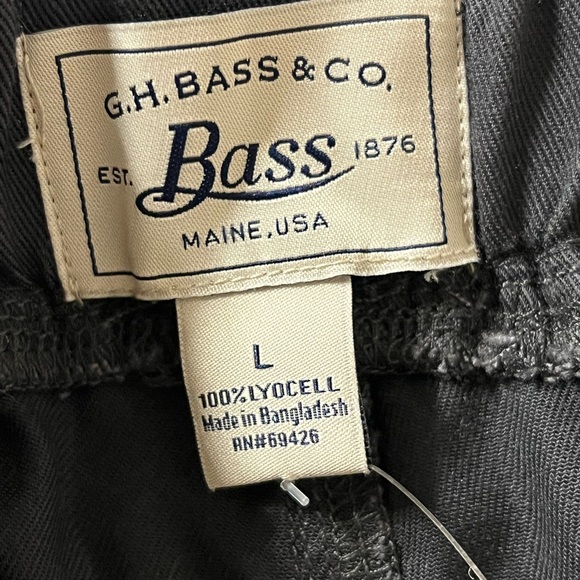 G.H. BASS & CO.
EST. Bass 1876
MAINE, USA
L
100% LYOCELL
Made in Bangladesh
RN#69426